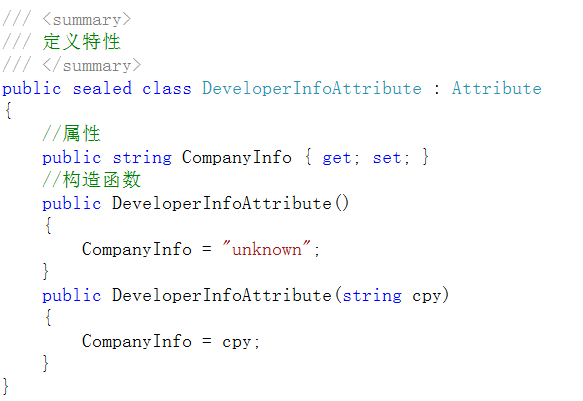 /// <summary>
/// 定义特性
/// </summary>
public sealed class DeveloperInfoAttribute : Attribute
{
    //属性
    public string CompanyInfo { get; set; }
    //构造函数
    public DeveloperInfoAttribute()
    {
        CompanyInfo = "unknown";
    }
    public DeveloperInfoAttribute(string cpy)
    {
        CompanyInfo = cpy;
    }
}